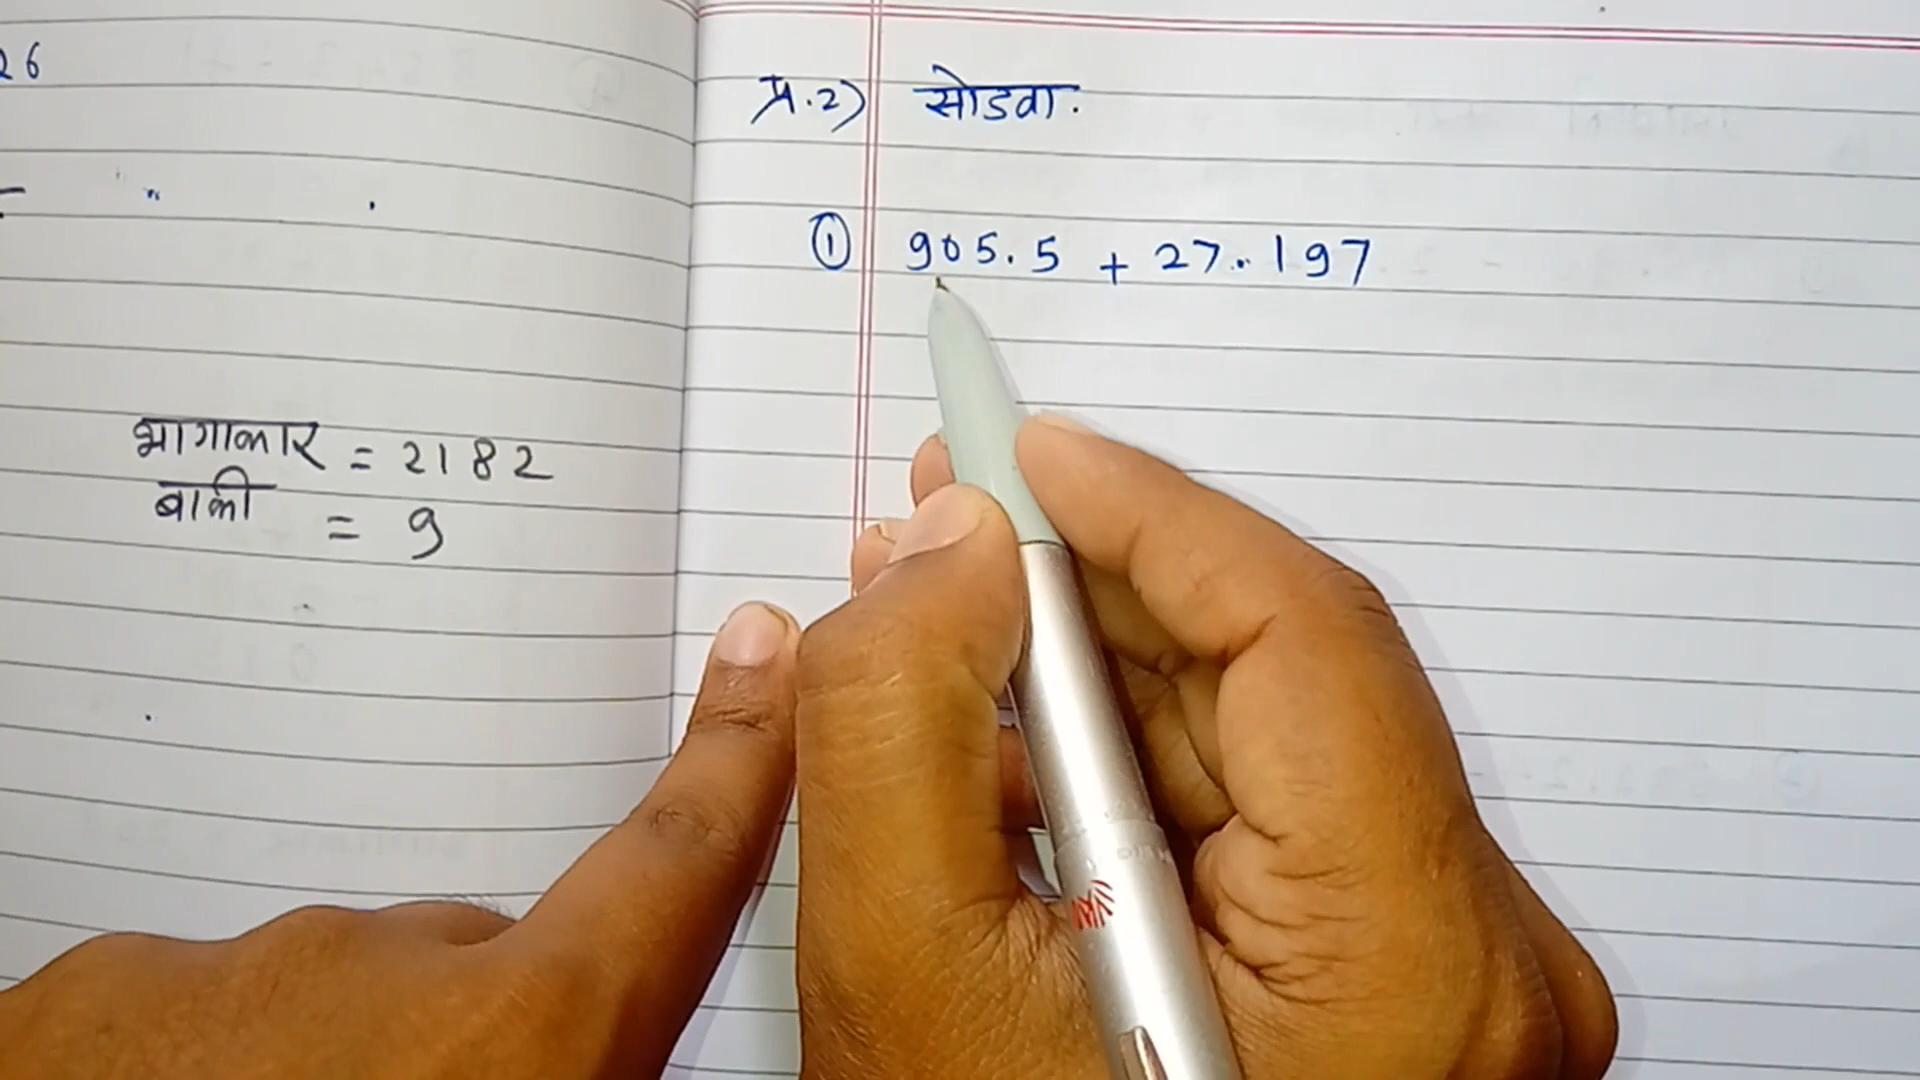 26
भागाकार = 2182
बाकी = 9
प्र.2) सोडवा.
① 905.5 + 27.197